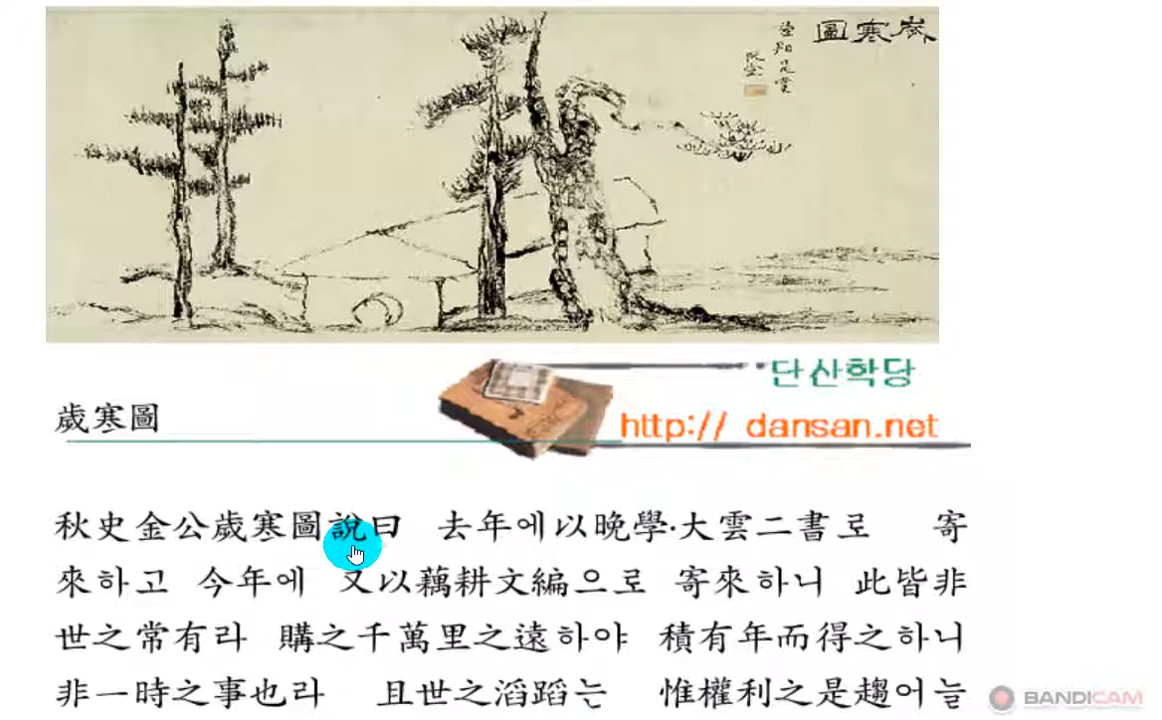 歲寒圖
단산학당
http:// dansan.net
歲寒圖
秋史金公歲寒圖說曰 去年에以晩學·大雲二書로 寄
來하고 今年에 又以藕耕文編으로 寄來하니 此皆非
世之常有라 購之千萬里之遠하야 積有年而得之하니
非一時之事也라 且世之滔蹈는 惟權利之是趨어늘
BANDICAM